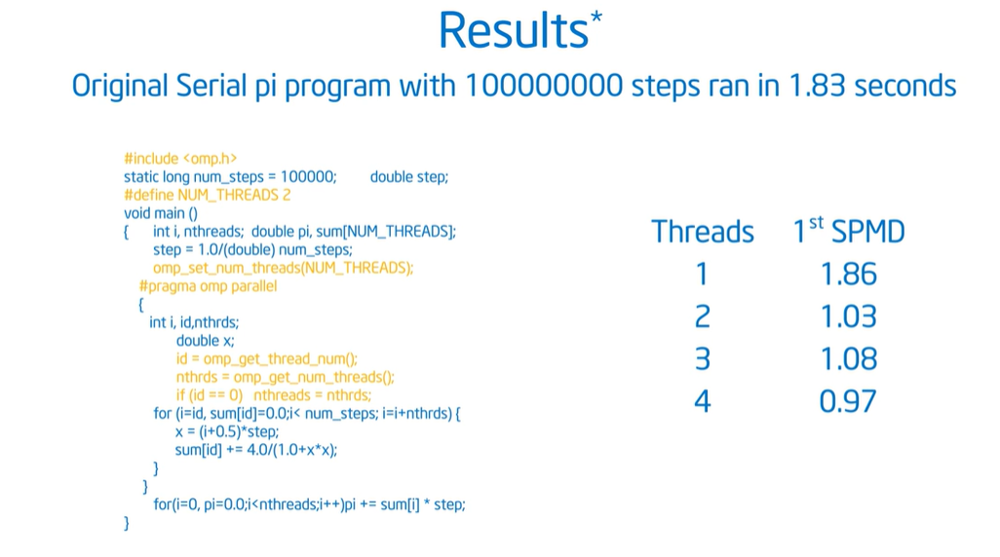 Results*
Original Serial pi program with 100000000 steps ran in 1.83 seconds
#include <omp.h>
static long num_steps = 100000; double step;
#define NUM_THREADS 2
void main ()
{ int i, nthreads; double pi, sum[NUM_THREADS];
step = 1.0/(double) num_steps;
omp_set_num_threads(NUM_THREADS);
#pragma omp parallel
{
int i, id,nthrds;
double x;
id = omp_get_thread_num();
nthrds = omp_get_num_threads();
if (id == 0) nthreads = nthrds;
for (i=id, sum[id]=0.0;i< num_steps; i=i+nthrds) {
x = (i+0.5)*step;
sum[id] += 4.0/(1.0+x*x);
}
}
for(i=0, pi=0.0;i<nthreads;i++)pi += sum[i] * step;
}
Threads 1st SPMD
1 1.86
2 1.03
3 1.08
4 0.97